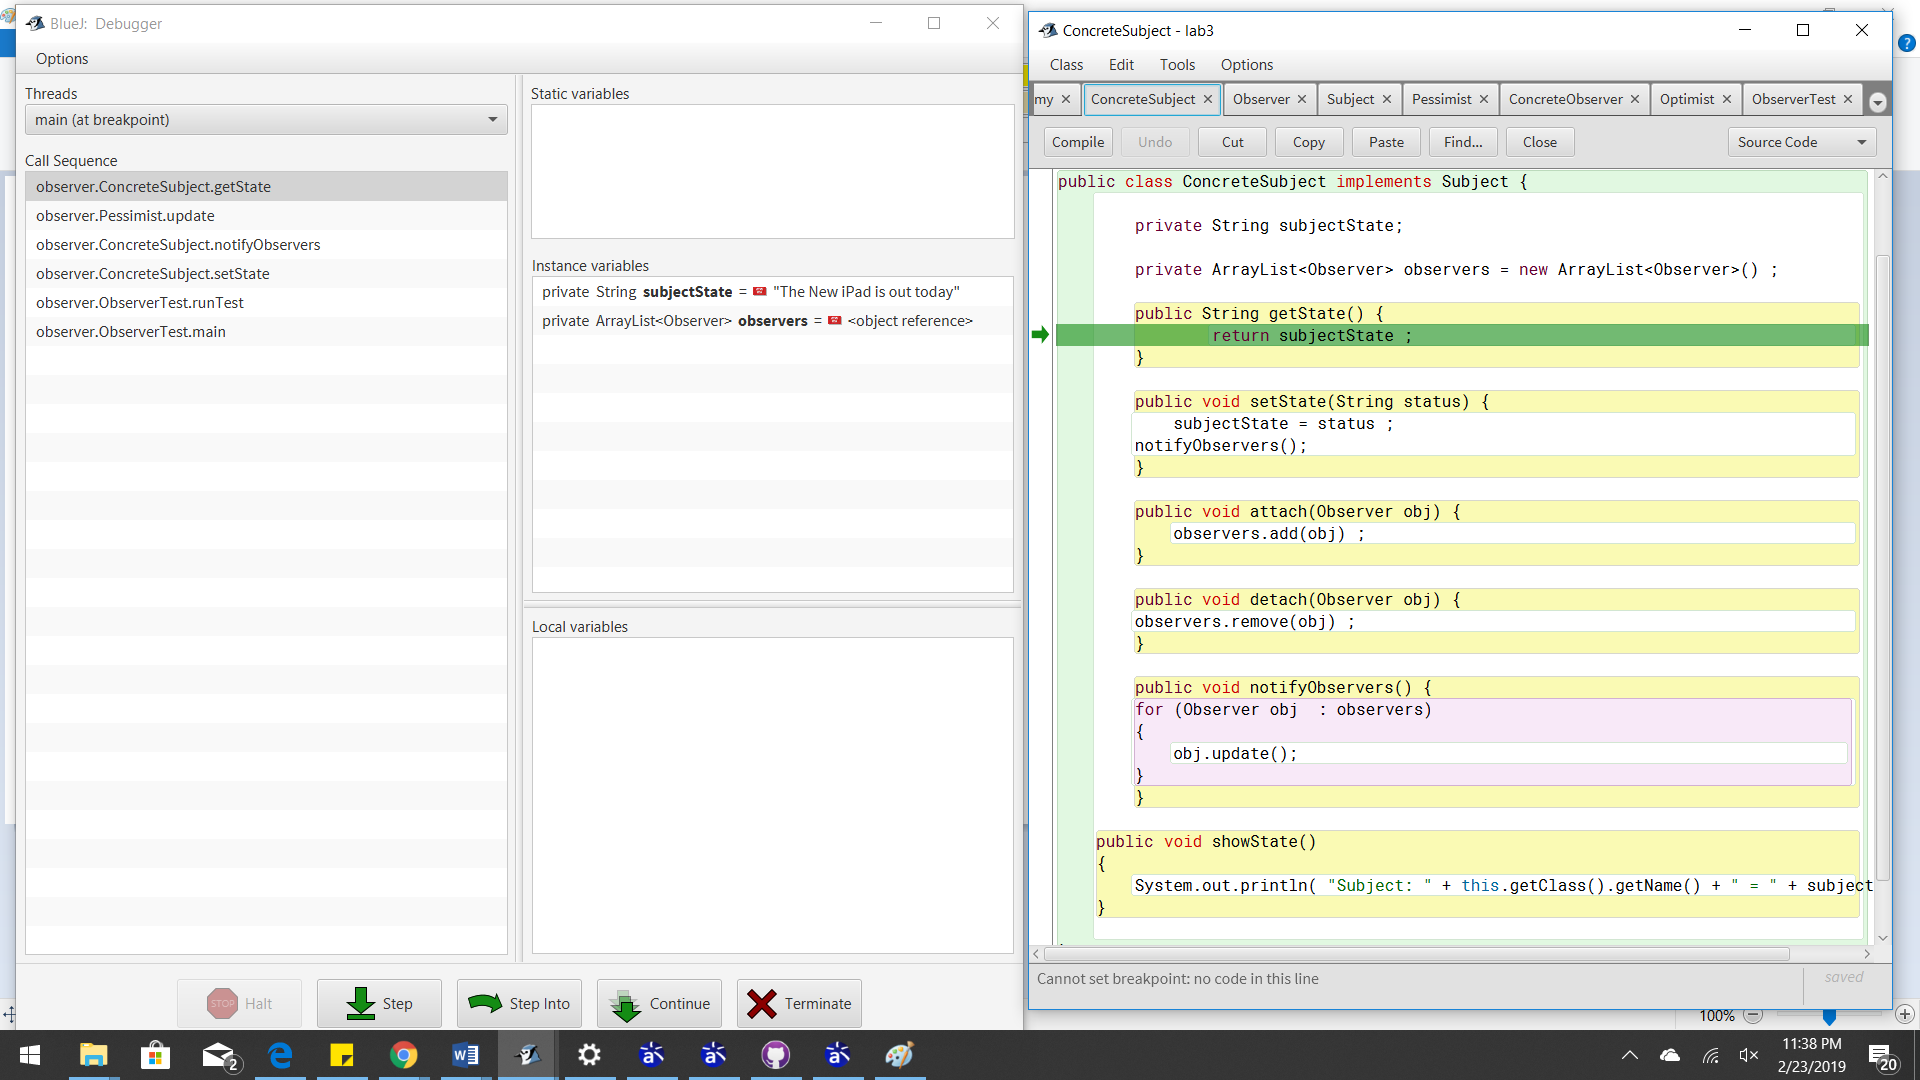 BlueJ: Debugger
Options
Threads
main (at breakpoint)
Call Sequence
observer.ConcreteSubject.getState
observer.Pessimist.update
observer.ConcreteSubject.notifyObservers
observer.ConcreteSubject.setState
observer.ObserverTest.runTest
observer.ObserverTest.main
Static variables
Instance variables
private String subjectState = "The New iPad is out today"
private ArrayList<Observer> observers = <object reference>
Local variables
STOP Halt
Step
Step Into
Continue
Terminate
ConcreteSubject - lab3
Class Edit Tools Options
my ConcreteSubject Observer Subject Pessimist ConcreteObserver Optimist ObserverTest
Compile Undo Cut Copy Paste Find... Close Source Code
public class ConcreteSubject implements Subject {
private String subjectState;
private ArrayList<Observer> observers = new ArrayList<Observer>() ;
public String getState() {
return subjectState ;
}
public void setState(String status) {
subjectState = status ;
notifyObservers();
}
public void attach(Observer obj) {
observers.add(obj) ;
}
public void detach(Observer obj) {
observers.remove(obj) ;
}
public void notifyObservers() {
for (Observer obj  : observers)
{
obj.update();
}
}
public void showState()
{
System.out.println( "Subject: " + this.getClass().getName() + " = " + subject
}
Cannot set breakpoint: no code in this line
saved
100%
2
11:38 PM
2/23/2019
20